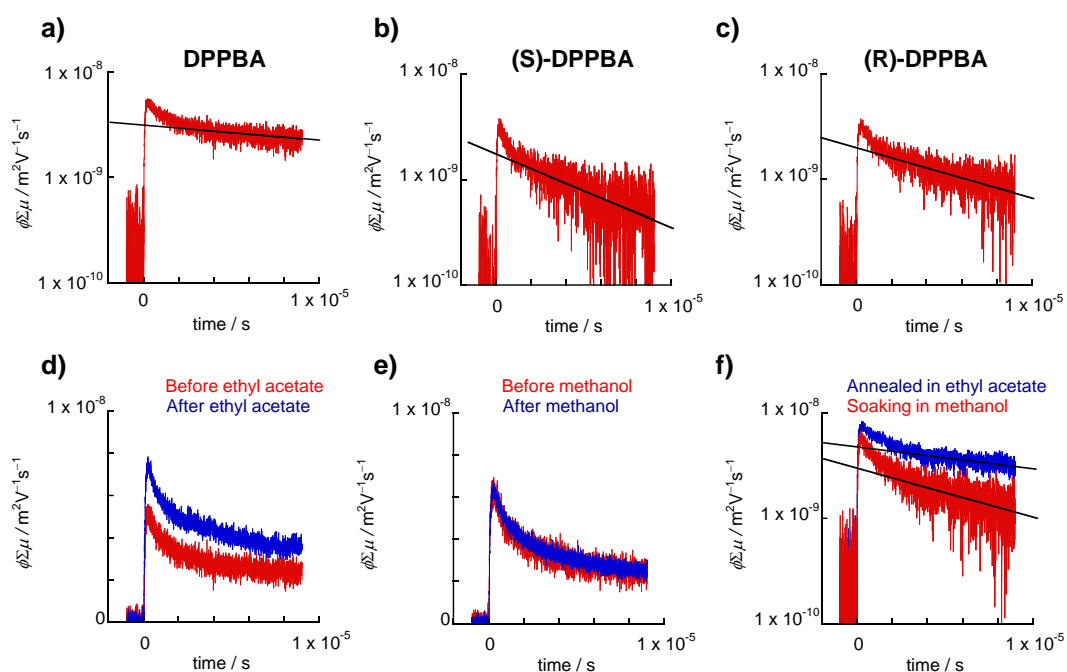 a)
DPPBA
1 x 10⁻⁸
1 x 10⁻⁹
1 x 10⁻¹⁰
ϕΣμ / m²V⁻¹s⁻¹
0
1 x 10⁻⁵
time / s
b)
(S)-DPPBA
1 x 10⁻⁸
1 x 10⁻⁹
1 x 10⁻¹⁰
ϕΣμ / m²V⁻¹s⁻¹
0
1 x 10⁻⁵
time / s
c)
(R)-DPPBA
1 x 10⁻⁸
1 x 10⁻⁹
1 x 10⁻¹⁰
ϕΣμ / m²V⁻¹s⁻¹
0
1 x 10⁻⁵
time / s
d)
Before ethyl acetate
After ethyl acetate
1 x 10⁻⁸
0
ϕΣμ / m²V⁻¹s⁻¹
0
1 x 10⁻⁵
time / s
e)
Before methanol
After methanol
1 x 10⁻⁸
0
ϕΣμ / m²V⁻¹s⁻¹
0
1 x 10⁻⁵
time / s
f)
Annealed in ethyl acetate
Soaking in methanol
1 x 10⁻⁸
1 x 10⁻⁹
1 x 10⁻¹⁰
ϕΣμ / m²V⁻¹s⁻¹
0
1 x 10⁻⁵
time / s